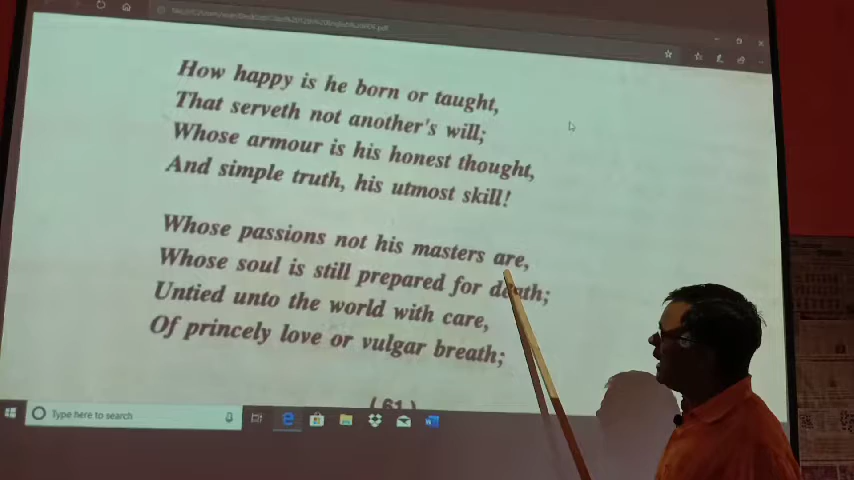 How happy is he born or taught,
That serveth not another's will;
Whose armour is his honest thought,
And simple truth, his utmost skill!
Whose passions not his masters are,
Whose soul is still prepared for death;
Untied unto the world with care,
Of princely love or vulgar breath;
(61)
Type here to search